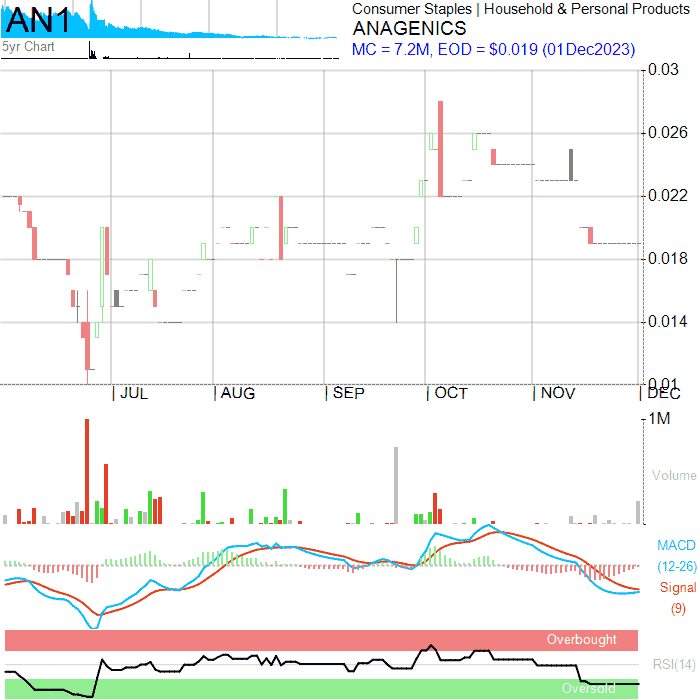 AN1
5yr Chart
Consumer Staples | Household & Personal Products
ANAGENICS
MC = 7.2M, EOD = $0.019 (01Dec2023)
0.03
0.026
0.022
0.018
0.014
0.01
JUL
AUG
SEP
OCT
NOV
DEC
1M
Volume
MACD
(12-26)
Signal
(9)
Overbought
RSI(14)
Oversold